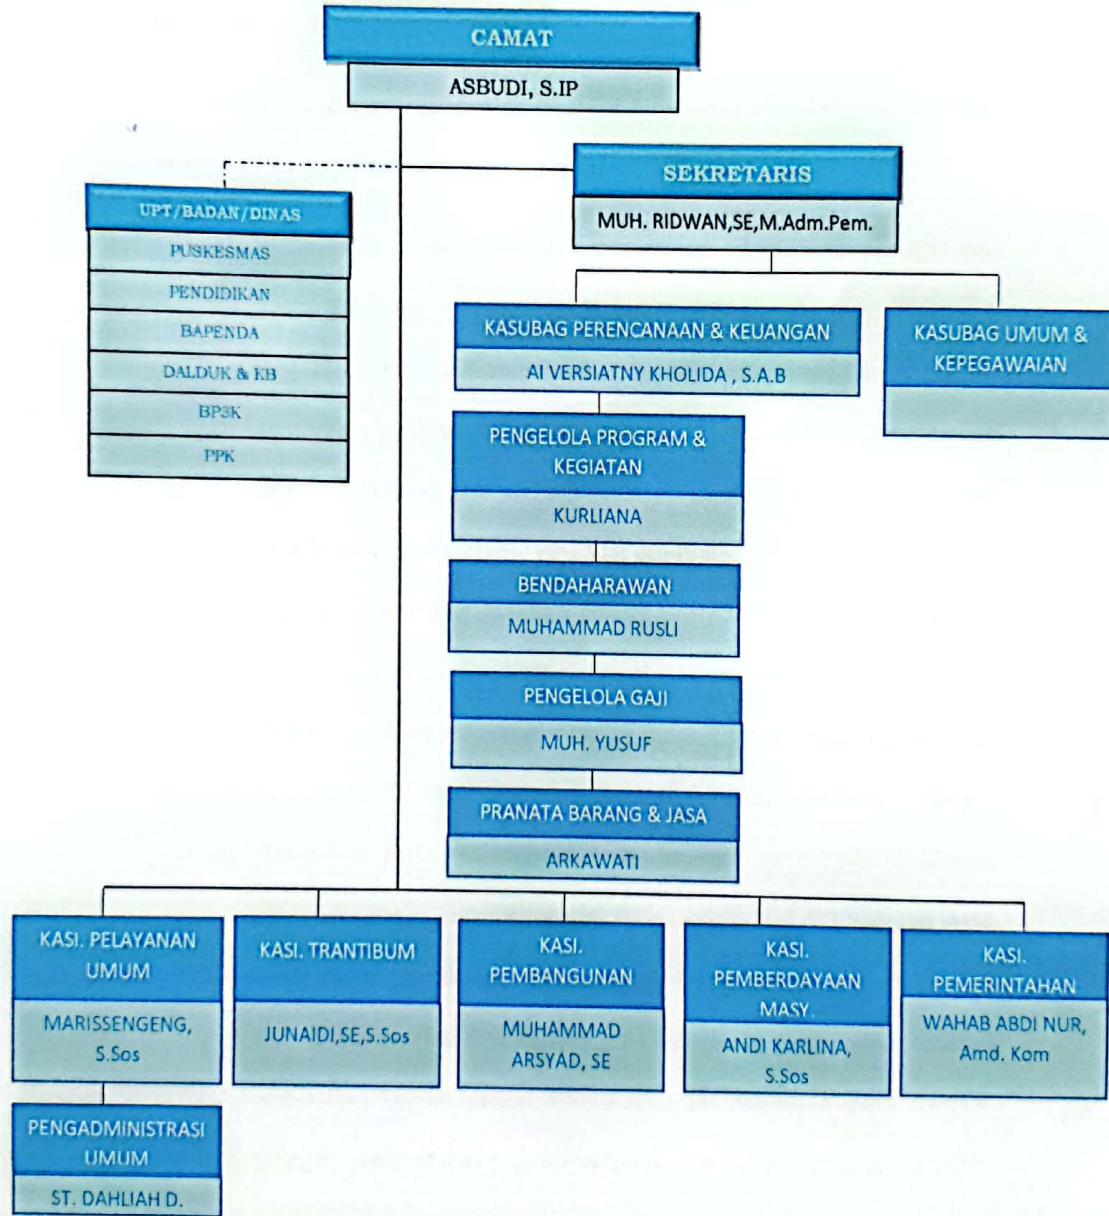 CAMAT
ASBUDI, S.IP
SEKRETARIS
MUH. RIDWAN,SE,M.Adm.Pem.
UPT/BADAN/DINAS
PUSKESMAS
PENDIDIKAN
BAPENDA
DALDUK & KB
BP3K
PPK
KASUBAG PERENCANAAN & KEUANGAN
AI VERSIATNY KHOLIDA , S.A.B
KASUBAG UMUM &
KEPEGAWAIAN
PENGELOLA PROGRAM &
KEGIATAN
KURLIANA
BENDAHARAWAN
MUHAMMAD RUSLI
PENGELOLA GAJI
MUH. YUSUF
PRANATA BARANG & JASA
ARKAWATI
KASI. PELAYANAN
UMUM
MARISSENGENG,
S.Sos
KASI. TRANTIBUM
JUNAIDI,SE,S.Sos
KASI.
PEMBANGUNAN
MUHAMMAD
ARSYAD, SE
KASI.
PEMBERDAYAAN
MASY.
ANDI KARLINA,
S.Sos
KASI.
PEMERINTAHAN
WAHAB ABDI NUR,
Amd. Kom
PENGADMINISTRASI
UMUM
ST. DAHLIAH D.